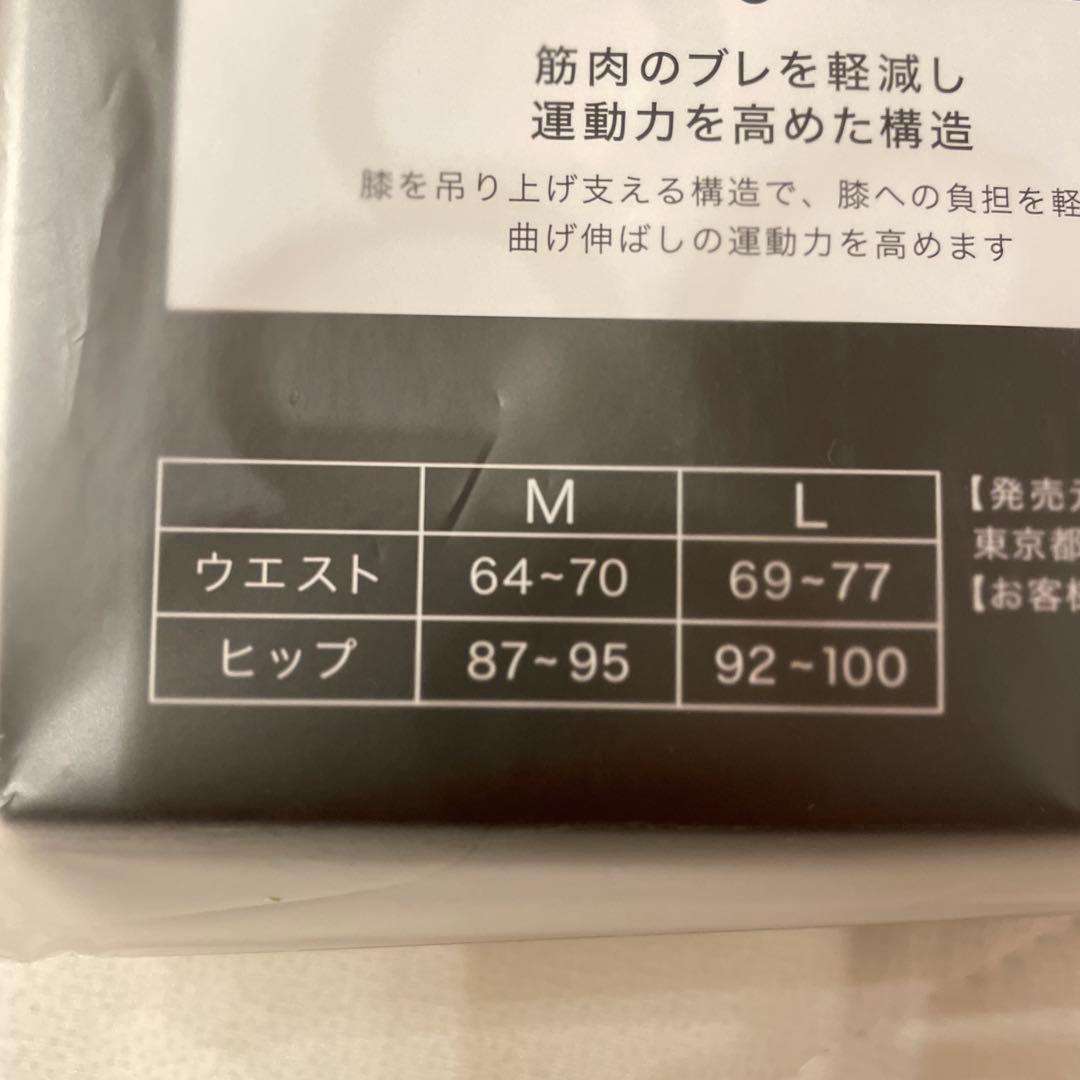 筋肉のブレを軽減し
運動力を高めた構造
膝を吊り上げ支える構造で、膝への負担を軽
曲げ伸ばしの運動力を高めます
M L
ウエスト 64~70 69~77
ヒップ 87~95 92~100
【発売元
東京都
【お客様